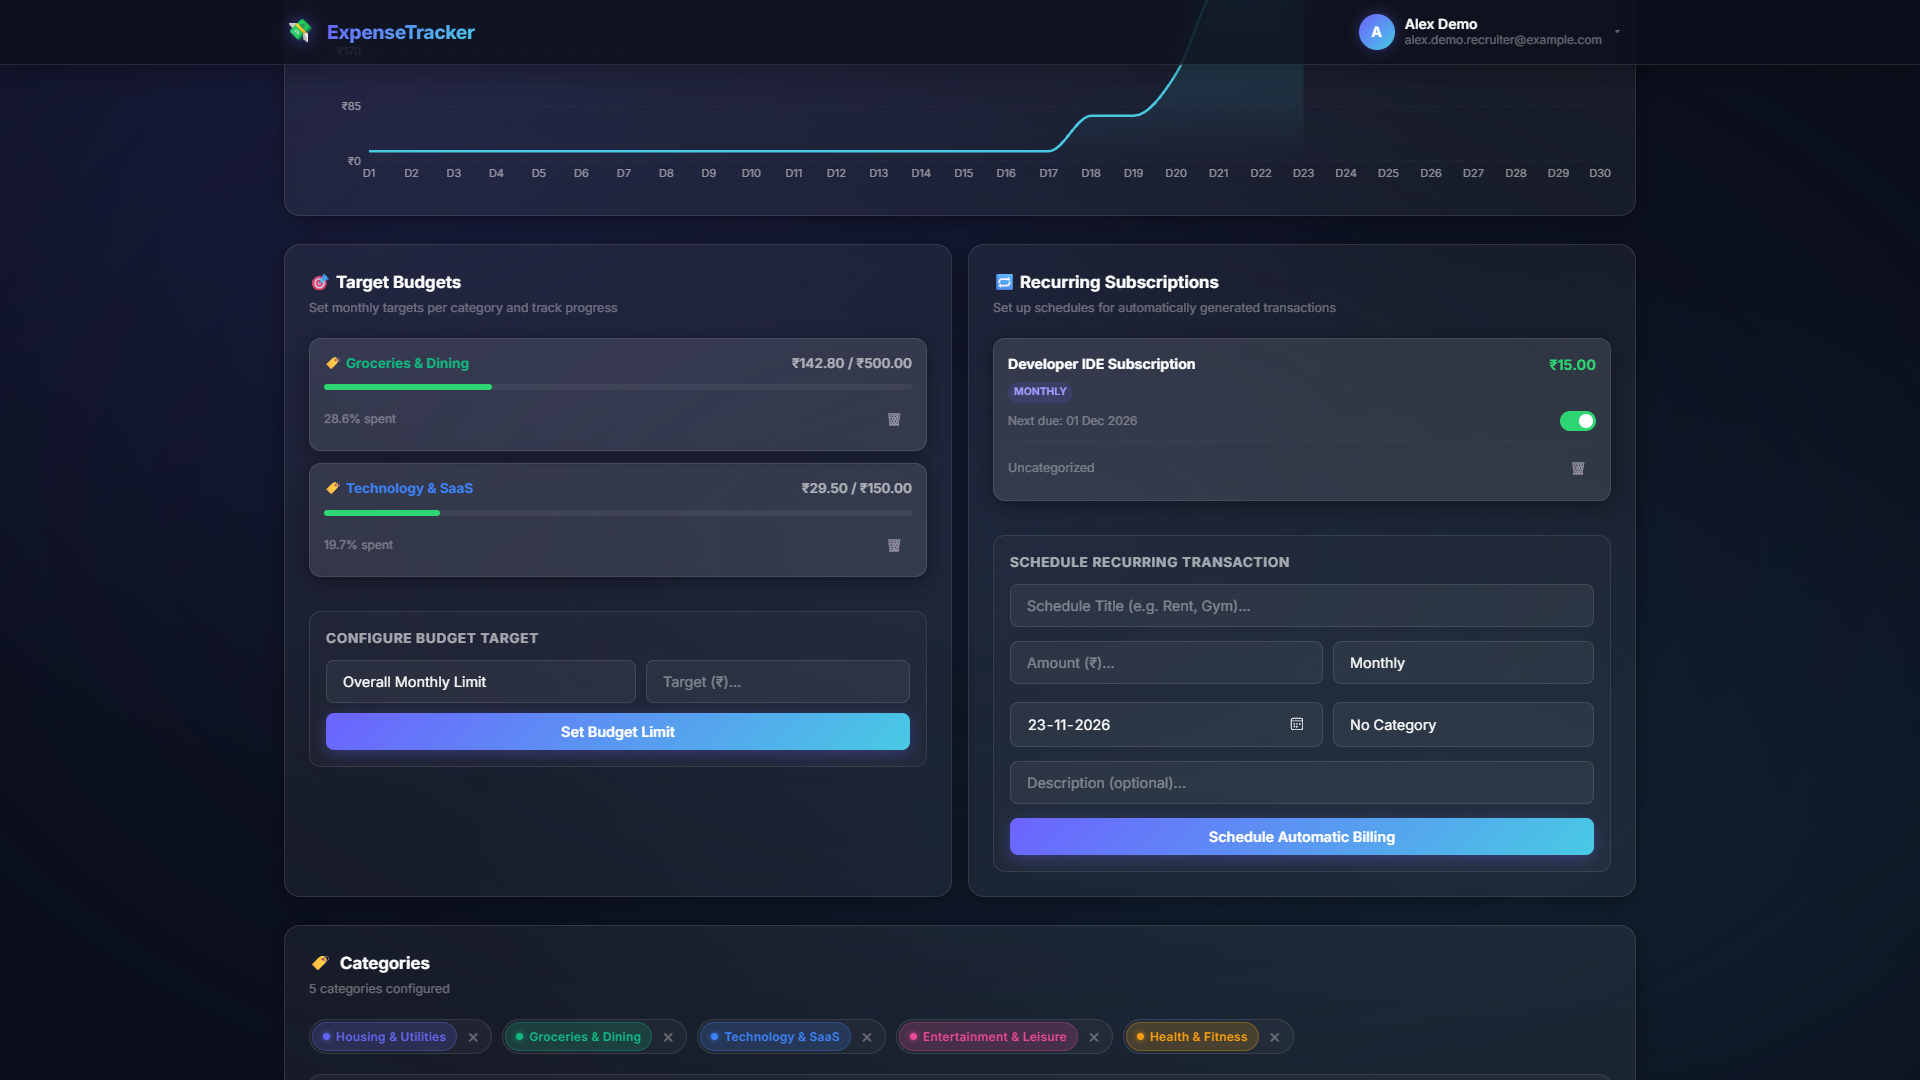 ExpenseTracker
A
Alex Demo
alex.demo.recruiter@example.com
₹170
₹85
₹0
D1 D2 D3 D4 D5 D6 D7 D8 D9 D10 D11 D12 D13 D14 D15 D16 D17 D18 D19 D20 D21 D22 D23 D24 D25 D26 D27 D28 D29 D30
Target Budgets
Set monthly targets per category and track progress
Groceries & Dining ₹142.80 / ₹500.00
28.6% spent
Technology & SaaS ₹29.50 / ₹150.00
19.7% spent
CONFIGURE BUDGET TARGET
Overall Monthly Limit Target (₹)...
Set Budget Limit
Recurring Subscriptions
Set up schedules for automatically generated transactions
Developer IDE Subscription ₹15.00
MONTHLY
Next due: 01 Dec 2026
Uncategorized
SCHEDULE RECURRING TRANSACTION
Schedule Title (e.g. Rent, Gym)...
Amount (₹)... Monthly
23-11-2026 No Category
Description (optional)...
Schedule Automatic Billing
Categories
5 categories configured
Housing & Utilities ✕ Groceries & Dining ✕ Technology & SaaS ✕ Entertainment & Leisure ✕ Health & Fitness ✕